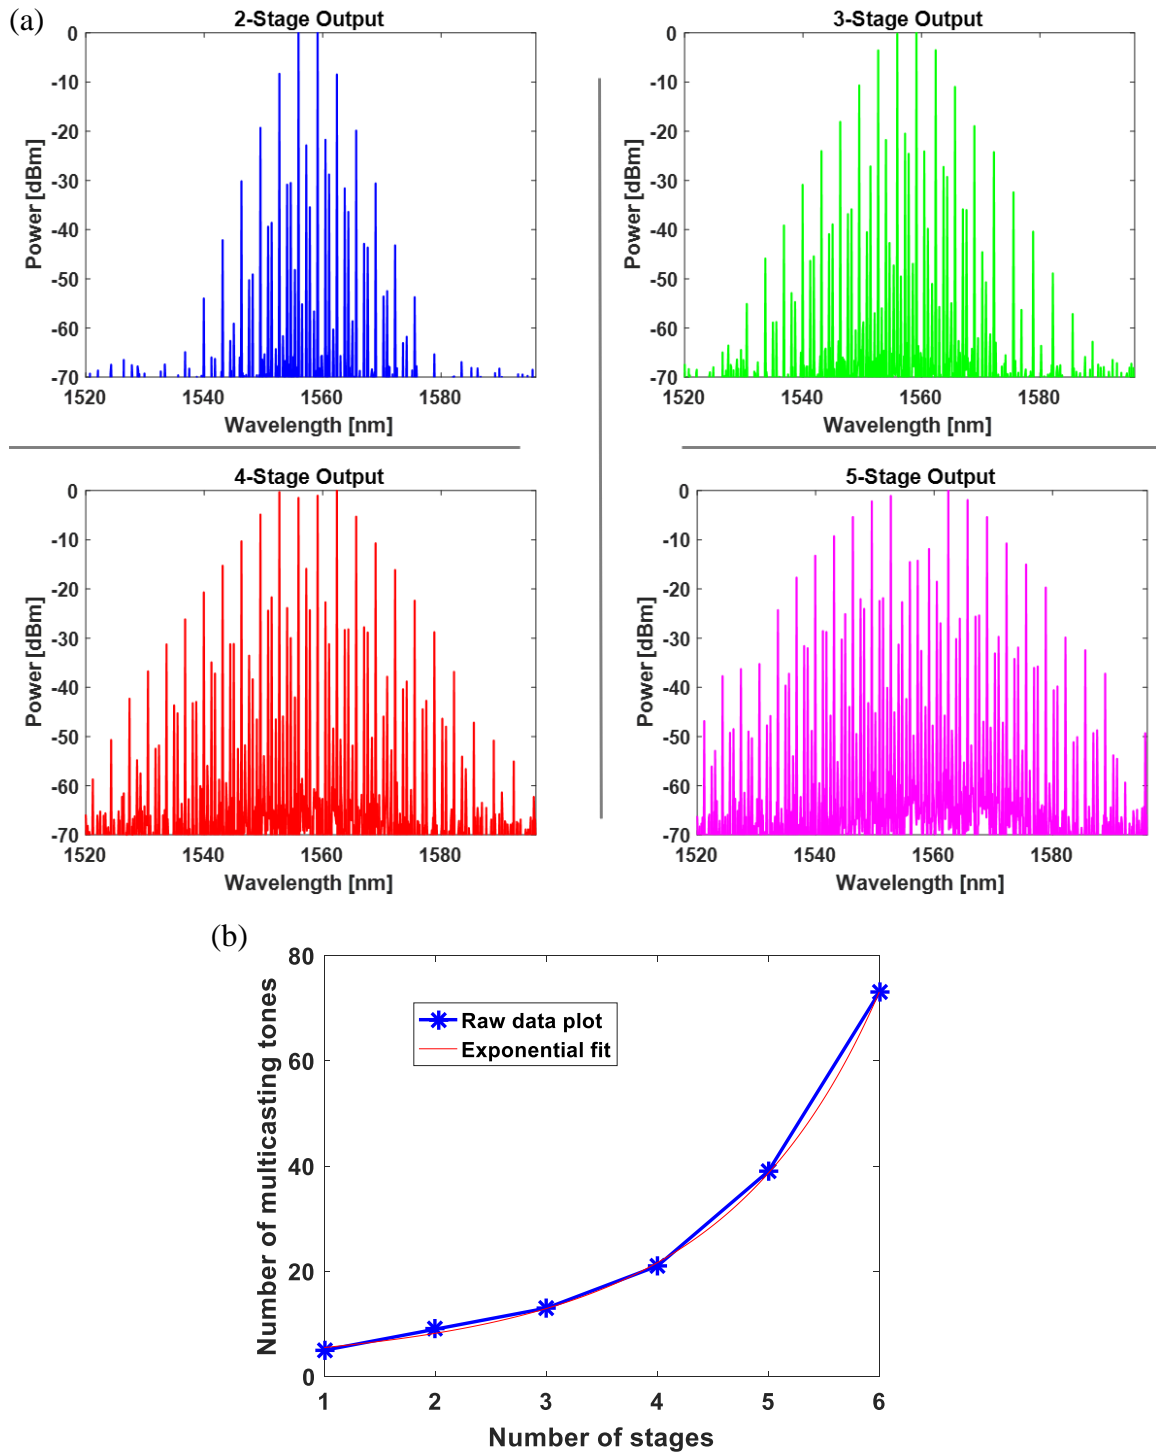 (a)
2-Stage Output
0
-10
-20
-30
-40
-50
-60
-70
Power [dBm]
1520 1540 1560 1580
Wavelength [nm]
3-Stage Output
0
-10
-20
-30
-40
-50
-60
-70
Power [dBm]
1520 1540 1560 1580
Wavelength [nm]
4-Stage Output
0
-10
-20
-30
-40
-50
-60
-70
Power [dBm]
1520 1540 1560 1580
Wavelength [nm]
5-Stage Output
0
-10
-20
-30
-40
-50
-60
-70
Power [dBm]
1520 1540 1560 1580
Wavelength [nm]
(b)
80
60
40
20
0
Number of multicasting tones
Raw data plot
Exponential fit
1 2 3 4 5 6
Number of stages